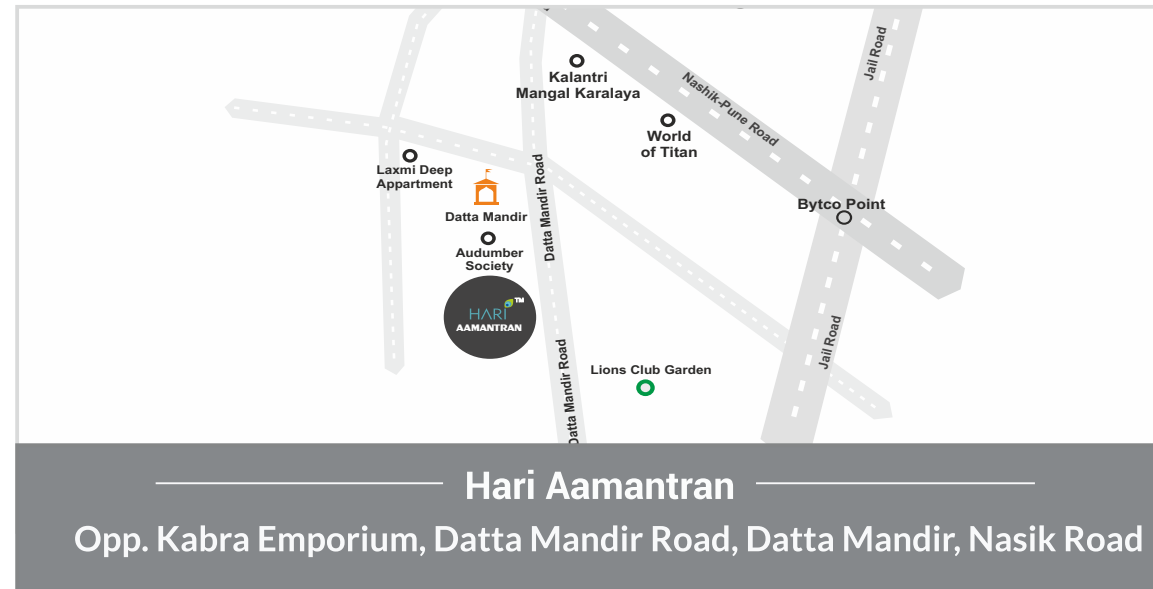 Jail Road
Kalantri
Mangal Karalaya
Nashik-Pune Road
World
of Titan
Laxmi Deep
Appartment
Datta Mandir Road
Bytco Point
Datta Mandir
Audumber
Society
HARI TM
AAMANTRAN
Jail Road
Datta Mandir Road
Lions Club Garden
Hari Aamantran
Opp. Kabra Emporium, Datta Mandir Road, Datta Mandir, Nasik Road